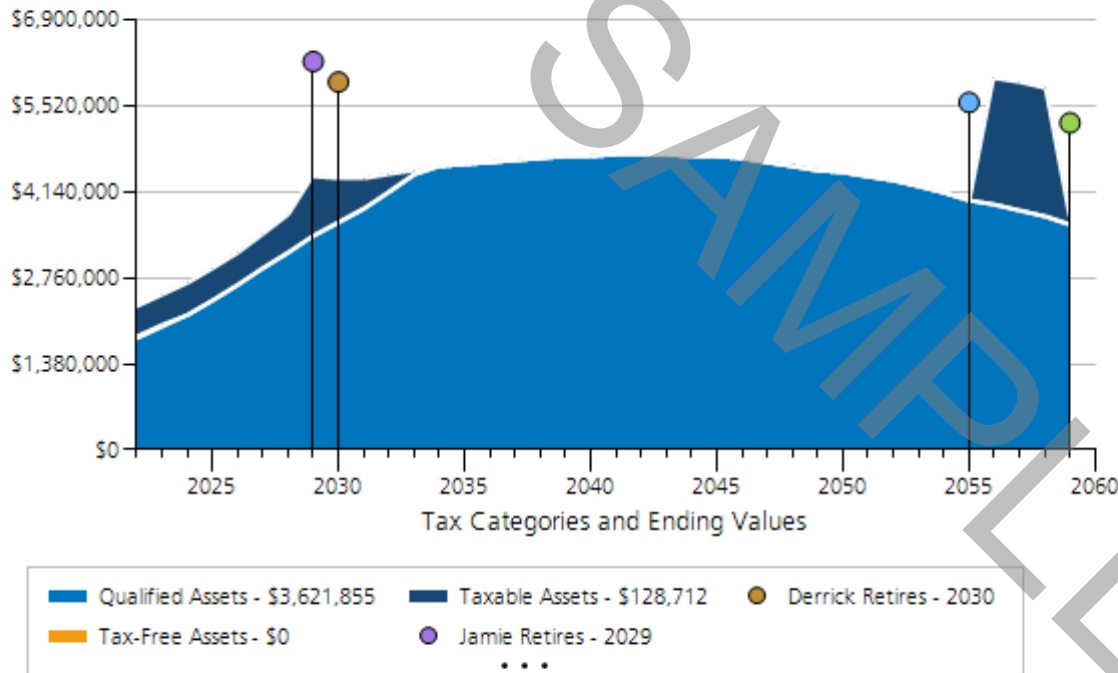 $6,900,000
$5,520,000
$4,140,000
$2,760,000
$1,380,000
$0
2025 2030 2035 2040 2045 2050 2055 2060
Tax Categories and Ending Values
Qualified Assets - $3,621,855 Taxable Assets - $128,712 Derrick Retires - 2030
Tax-Free Assets - $0 Jamie Retires - 2029
• • •
SAMPLE